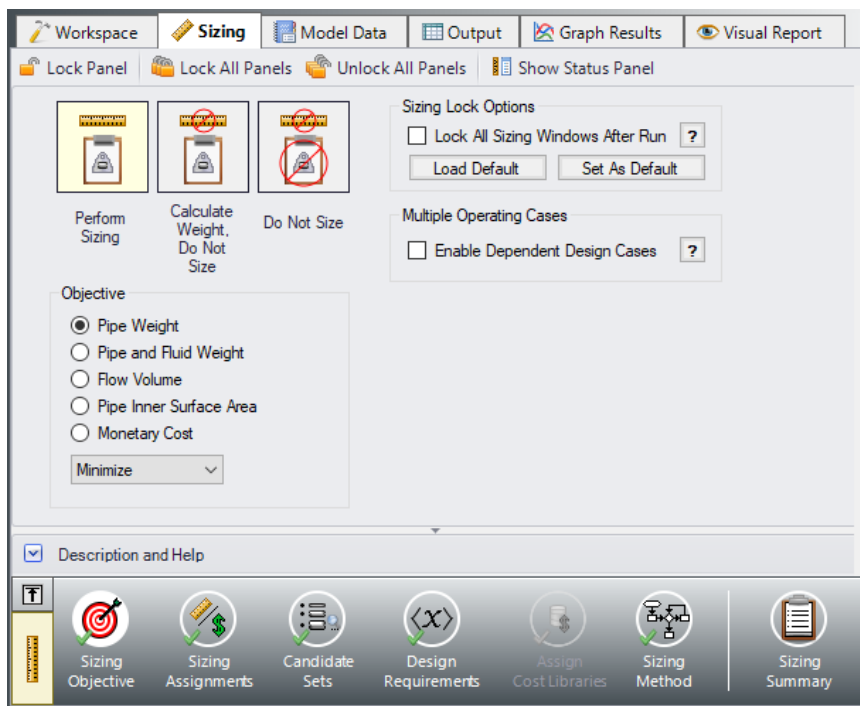 Workspace
Sizing
Model Data
Output
Graph Results
Visual Report
Lock Panel
Lock All Panels
Unlock All Panels
Show Status Panel
Perform
Sizing
Calculate
Weight,
Do Not
Size
Do Not Size
Sizing Lock Options
Lock All Sizing Windows After Run
?
Load Default
Set As Default
Multiple Operating Cases
Enable Dependent Design Cases
?
Objective
Pipe Weight
Pipe and Fluid Weight
Flow Volume
Pipe Inner Surface Area
Monetary Cost
Minimize
Description and Help
Sizing
Objective
Sizing
Assignments
Candidate
Sets
⟨x⟩
Design
Requirements
$
Assign
Cost Libraries
Sizing
Method
Sizing
Summary